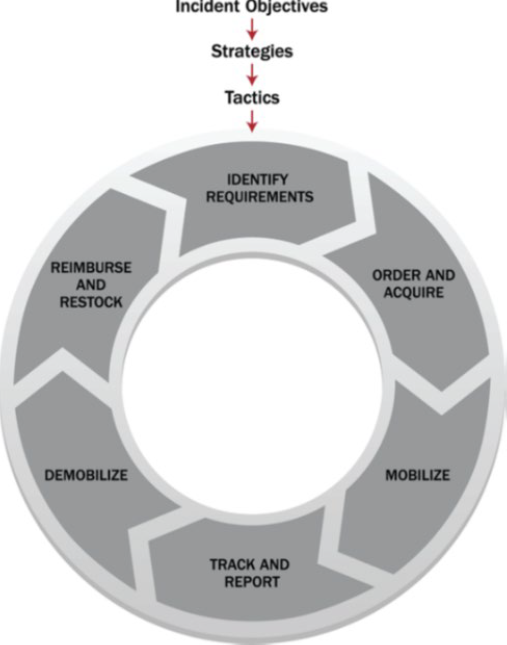 Incident Objectives
Strategies
Tactics
IDENTIFY
REQUIREMENTS
ORDER AND
ACQUIRE
MOBILIZE
TRACK AND
REPORT
DEMOBILIZE
REIMBURSE
AND
RESTOCK